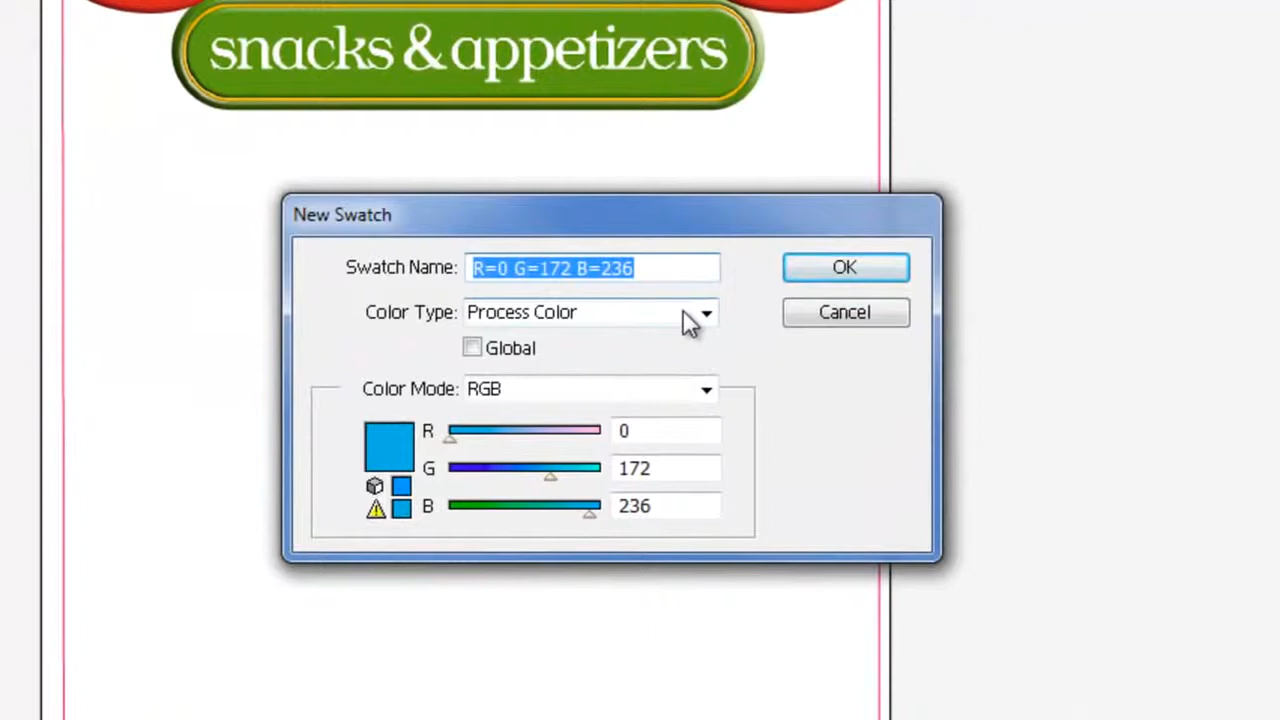 snacks & appetizers
New Swatch
Swatch Name: R=0 G=172 B=236
OK
Color Type: Process Color
Cancel
Global
Color Mode: RGB
R 0
G 172
B 236